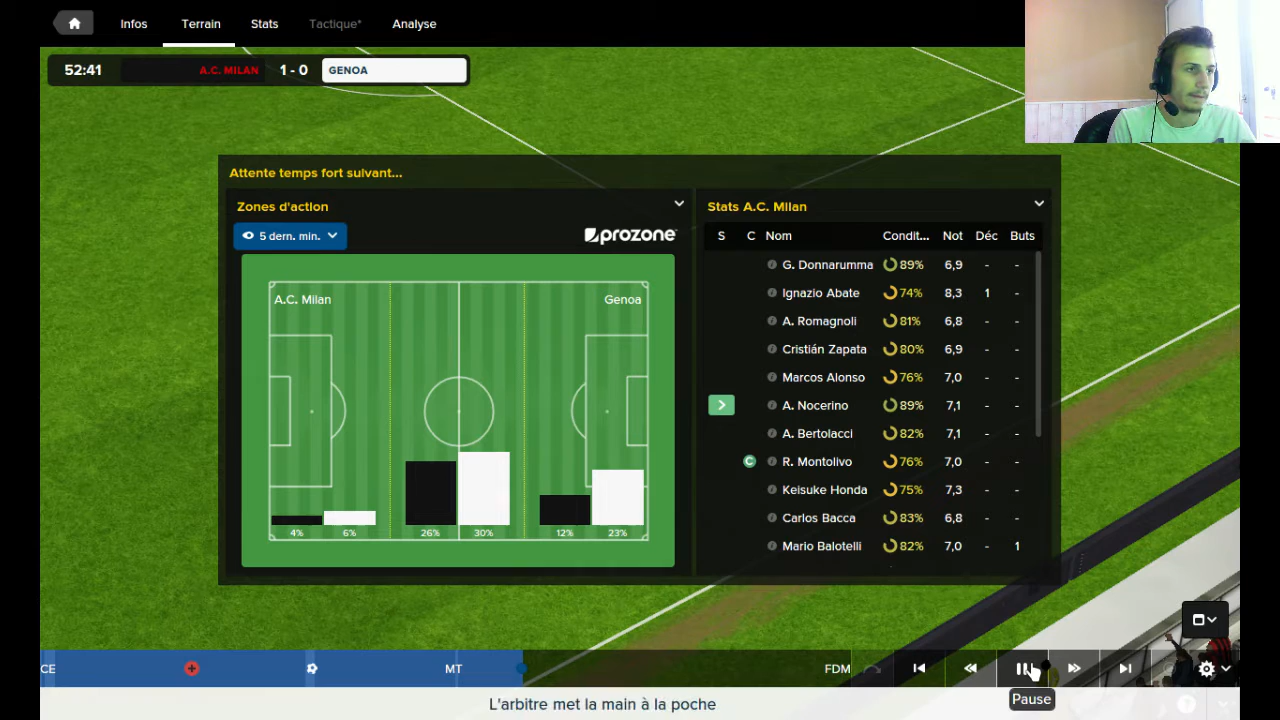 Infos Terrain Stats Tactique* Analyse
52:41 A.C. MILAN 1 - 0 GENOA
Attente temps fort suivant...
Zones d'action
5 dern. min. prozone
A.C. Milan Genoa
4% 6% 26% 30% 12% 23%
Stats A.C. Milan
S C Nom Condit... Not Déc Buts
G. Donnarumma 89% 6,9 - -
Ignazio Abate 74% 8,3 1 -
A. Romagnoli 81% 6,8 - -
Cristián Zapata 80% 6,9 - -
Marcos Alonso 76% 7,0 - -
A. Nocerino 89% 7,1 - -
A. Bertolacci 82% 7,1 - -
C R. Montolivo 76% 7,0 - -
Keisuke Honda 75% 7,3 - -
Carlos Bacca 83% 6,8 - -
Mario Balotelli 82% 7,0 - 1
CE MT FDM
Pause
L'arbitre met la main à la poche